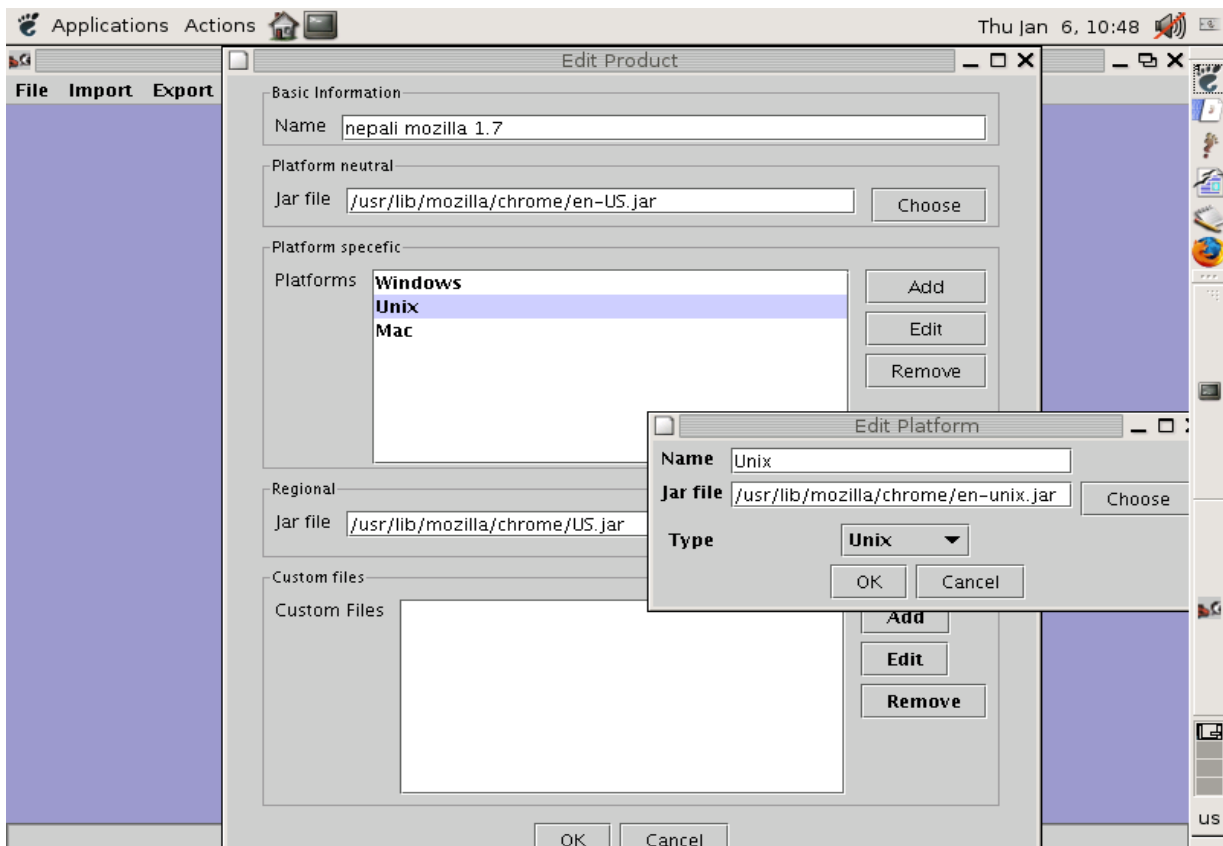 Applications Actions Thu Jan 6, 10:48
Edit Product
File Import Export
Basic Information
Name nepali mozilla 1.7
Platform neutral
Jar file /usr/lib/mozilla/chrome/en-US.jar Choose
Platform specefic
Platforms Windows Add
Unix
Edit
Mac
Remove
Edit Platform
Name Unix
Jar file /usr/lib/mozilla/chrome/en-unix.jar Choose
Type Unix
OK Cancel
Regional
Jar file /usr/lib/mozilla/chrome/US.jar
Custom files
Custom Files
Add
Edit
Remove
OK Cancel
us